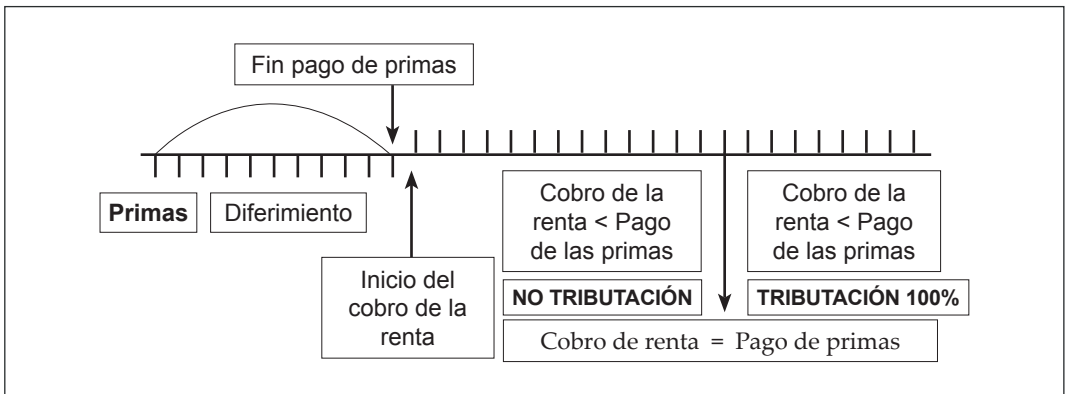 Fin pago de primas
Primas
Diferimiento
Inicio del
cobro de la
renta
Cobro de la
renta < Pago
de las primas
NO TRIBUTACIÓN
Cobro de la
renta < Pago
de las primas
TRIBUTACIÓN 100%
Cobro de renta = Pago de primas